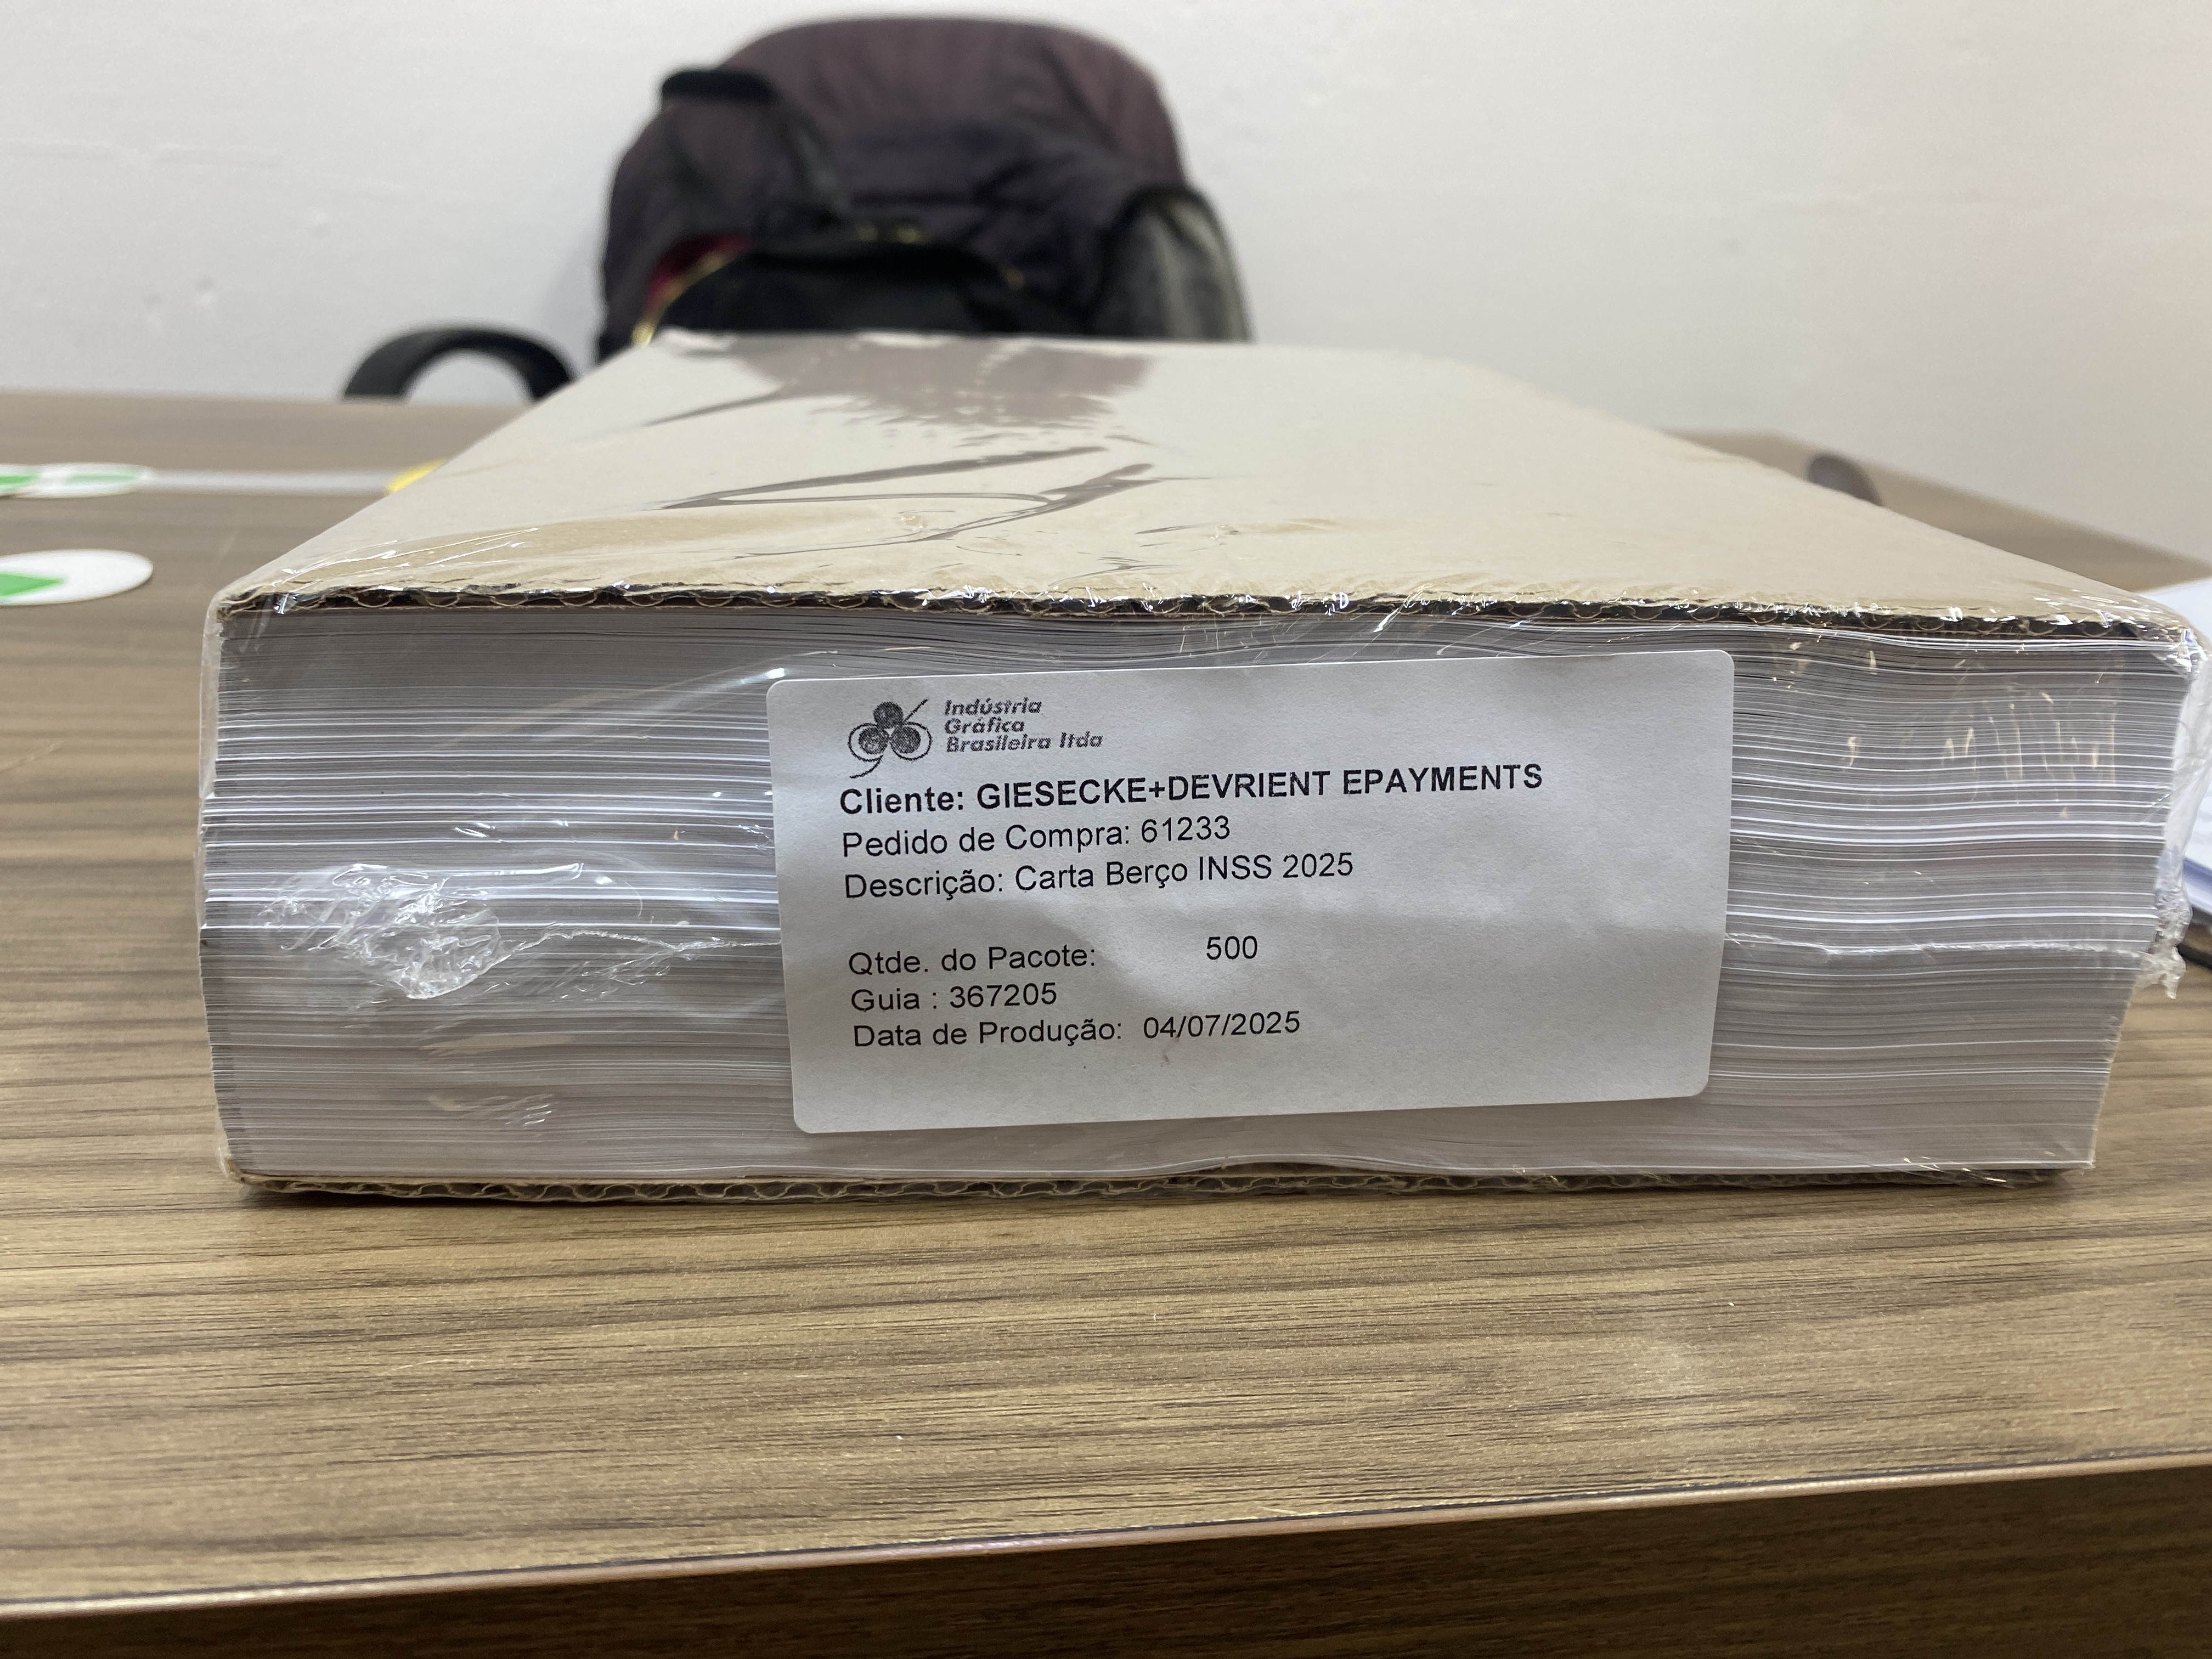 Indústria
Gráfica
Brasileira ltda
Cliente: GIESECKE+DEVRIENT EPAYMENTS
Pedido de Compra: 61233
Descrição: Carta Berço INSS 2025
Qtde. do Pacote: 500
Guia : 367205
Data de Produção: 04/07/2025